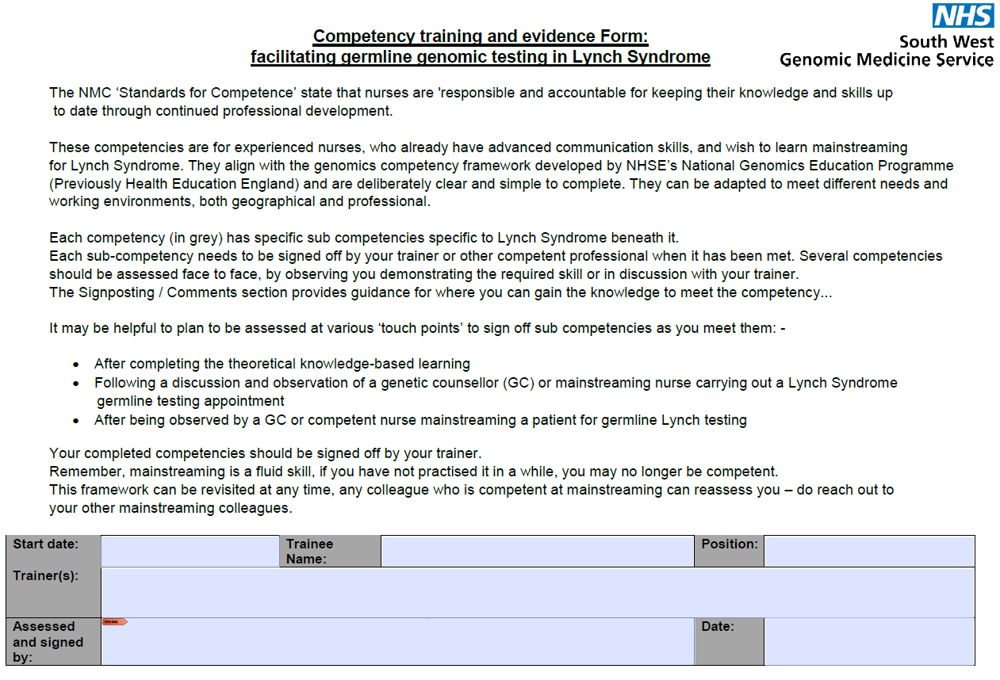 NHS
South West
Genomic Medicine Service
Competency training and evidence Form:
facilitating germline genomic testing in Lynch Syndrome
The NMC ‘Standards for Competence’ state that nurses are 'responsible and accountable for keeping their knowledge and skills up
to date through continued professional development.
These competencies are for experienced nurses, who already have advanced communication skills, and wish to learn mainstreaming
for Lynch Syndrome. They align with the genomics competency framework developed by NHSE’s National Genomics Education Programme
(Previously Health Education England) and are deliberately clear and simple to complete. They can be adapted to meet different needs and
working environments, both geographical and professional.
Each competency (in grey) has specific sub competencies specific to Lynch Syndrome beneath it.
Each sub-competency needs to be signed off by your trainer or other competent professional when it has been met. Several competencies
should be assessed face to face, by observing you demonstrating the required skill or in discussion with your trainer.
The Signposting / Comments section provides guidance for where you can gain the knowledge to meet the competency...
It may be helpful to plan to be assessed at various ‘touch points’ to sign off sub competencies as you meet them: -
• After completing the theoretical knowledge-based learning
• Following a discussion and observation of a genetic counsellor (GC) or mainstreaming nurse carrying out a Lynch Syndrome
germline testing appointment
• After being observed by a GC or competent nurse mainstreaming a patient for germline Lynch testing
Your completed competencies should be signed off by your trainer.
Remember, mainstreaming is a fluid skill, if you have not practised it in a while, you may no longer be competent.
This framework can be revisited at any time, any colleague who is competent at mainstreaming can reassess you – do reach out to
your other mainstreaming colleagues.
Start date:
Trainee
Name:
Position:
Trainer(s):
Assessed
and signed
by:
Date: